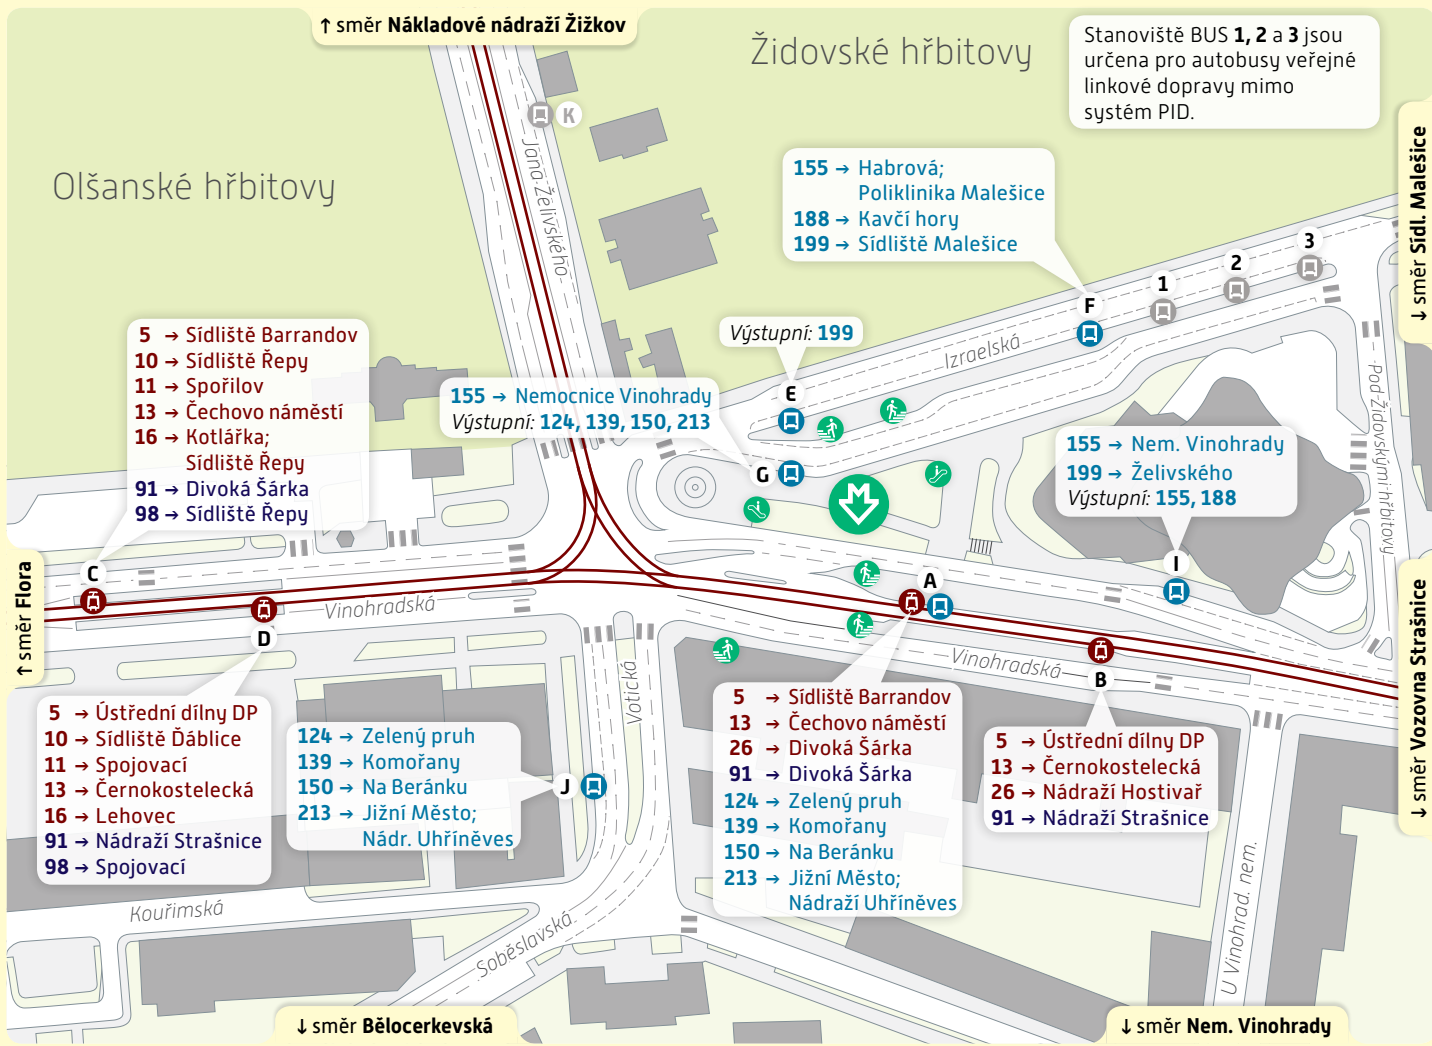 ↑ směr Nákladové nádraží Žižkov
Židovské hřbitovy
Stanoviště BUS 1, 2 a 3 jsou
určena pro autobusy veřejné
linkové dopravy mimo
systém PID.
K
Olšanské hřbitovy
Jana Želivského
155 → Habrová;
Poliklinika Malešice
188 → Kavčí hory
199 → Sídliště Malešice
↓ směr Sídl. Malešice
3
2
1
F
Izraelská
Výstupní: 199
E
5 → Sídliště Barrandov
10 → Sídliště Řepy
11 → Spořilov
13 → Čechovo náměstí
16 → Kotlářka;
Sídliště Řepy
91 → Divoká Šárka
98 → Sídliště Řepy
155 → Nemocnice Vinohrady
Výstupní: 124, 139, 150, 213
G
M
Pod Židovskými hřbitovy
155 → Nem. Vinohrady
199 → Želivského
Výstupní: 155, 188
I
↑ směr Flora
C
D
Vinohradská
A
Vinohradská
B
↓ směr Vozovna Strašnice
Votická
5 → Ústřední dílny DP
10 → Sídliště Ďáblice
11 → Spojovací
13 → Černokostelecká
16 → Lehovec
91 → Nádraží Strašnice
98 → Spojovací
124 → Zelený pruh
139 → Komořany
150 → Na Beránku
213 → Jižní Město;
Nádr. Uhříněves
J
5 → Sídliště Barrandov
13 → Čechovo náměstí
26 → Divoká Šárka
91 → Divoká Šárka
124 → Zelený pruh
139 → Komořany
150 → Na Beránku
213 → Jižní Město;
Nádraží Uhříněves
5 → Ústřední dílny DP
13 → Černokostelecká
26 → Nádraží Hostivař
91 → Nádraží Strašnice
Kouřimská
Soběslavská
U Vinohrad. nem.
↓ směr Bělocerkevská
↓ směr Nem. Vinohrady